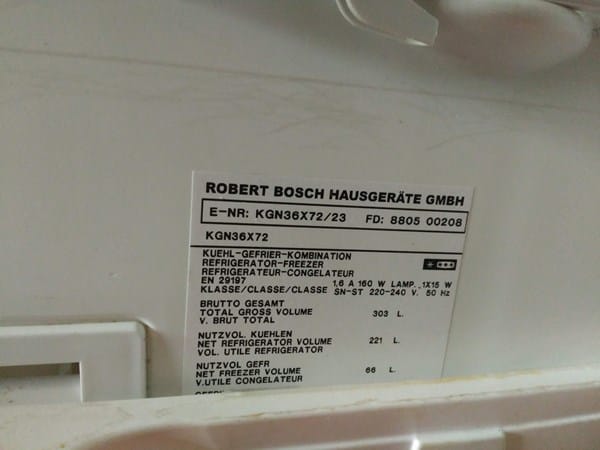 ROBERT BOSCH HAUSGERÄTE GMBH
E-NR: KGN36X72/23 FD: 8805 00208
KGN36X72
KUEHL-GEFRIER-KOMBINATION
REFRIGERATOR-FREEZER
REFRIGERATEUR-CONGELATEUR
EN 29197 1,6 A 160 W LAMP.,1X15 W
KLASSE/CLASSE/CLASSE SN-ST 220-240 V. 50 Hz
BRUTTO GESAMT
TOTAL GROSS VOLUME 303 L.
V. BRUT TOTAL
NUTZVOL. KUEHLEN
NET REFRIGERATOR VOLUME 221 L.
VOL. UTILE REFRIGERATOR
NUTZVOL GEFR
NET FREEZER VOLUME 66 L.
V.UTILE CONGELATEUR